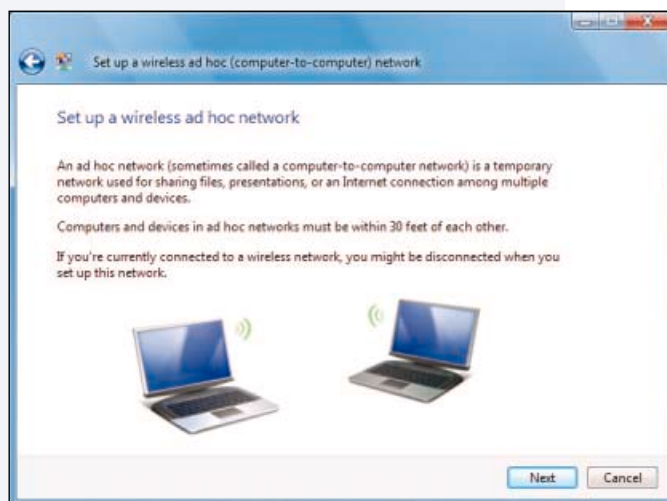 Set up a wireless ad hoc (computer-to-computer) network
Set up a wireless ad hoc network
An ad hoc network (sometimes called a computer-to-computer network) is a temporary
network used for sharing files, presentations, or an Internet connection among multiple
computers and devices.
Computers and devices in ad hoc networks must be within 30 feet of each other.
If you're currently connected to a wireless network, you might be disconnected when you
set up this network.
Next Cancel